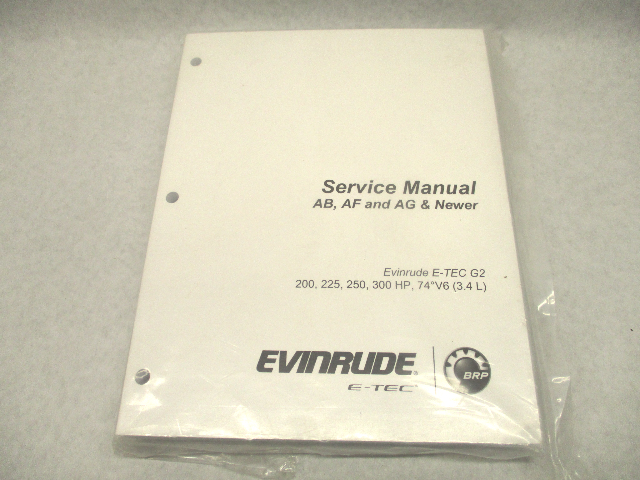 Service Manual
AB, AF and AG & Newer
Evinrude E-TEC G2
200, 225, 250, 300 HP, 74°V6 (3.4 L)
EVINRUDE®
E-TEC
BRP